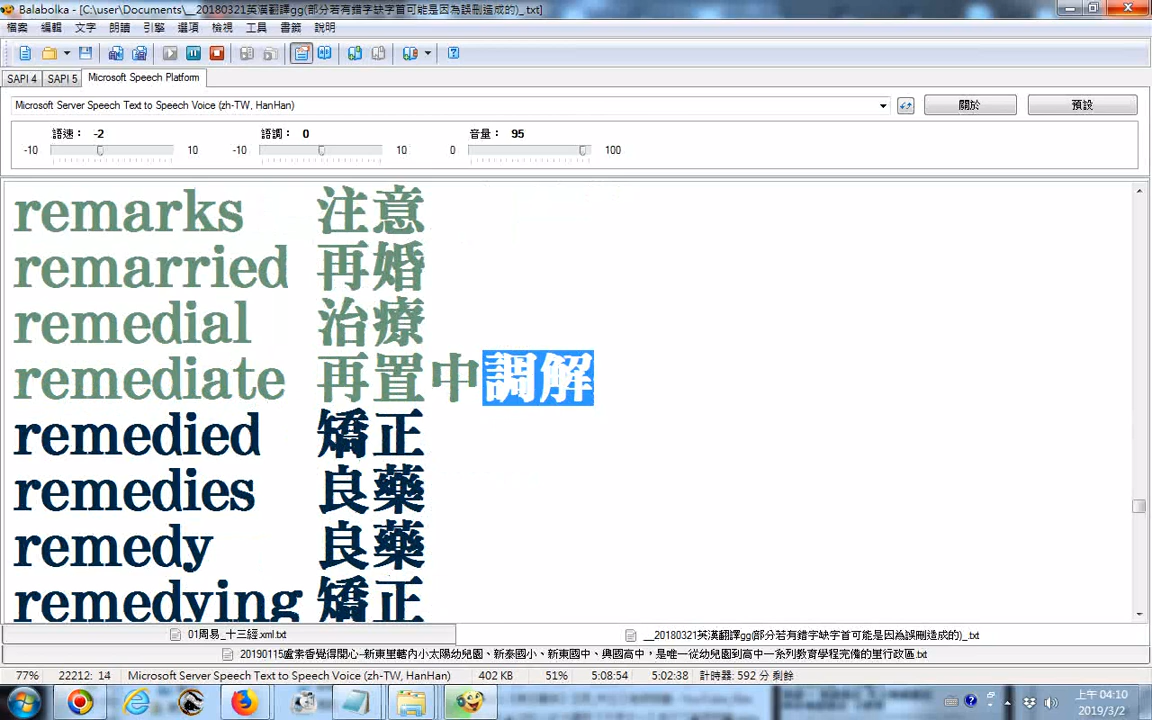 Balabolka - [C:\user\Documents\__20180321英漢翻譯gg(部分若有錯字缺字首可能是因為誤刪造成的)_.txt]
檔案 編輯 文字 朗讀 引擎 選項 檢視 工具 書籤 說明
SAPI 4 SAPI 5 Microsoft Speech Platform
Microsoft Server Speech Text to Speech Voice (zh-TW, HanHan) 關於 預設
語速： -2 語調： 0 音量： 95
-10 10 -10 10 0 100
remarks 注意
remarried 再婚
remedial 治療
remediate 再置中調解
remedied 矯正
remedies 良藥
remedy 良藥
remedying 矯正
01周易_十三經.xml.txt __20180321英漢翻譯gg(部分若有錯字缺字首可能是因為誤刪造成的)_.txt
20190115盧素香覺得開心-新東里轄內小太陽幼兒園、新泰國小、新東國中、興國高中，是唯一從幼兒園到高中一系列教育學程完備的里行政區.txt
77% 22212: 14 Microsoft Server Speech Text to Speech Voice (zh-TW, HanHan) 402 KB 51% 5:08:54 5:02:38 計時器: 592 分 剩餘
上午 04:10
2019/3/2